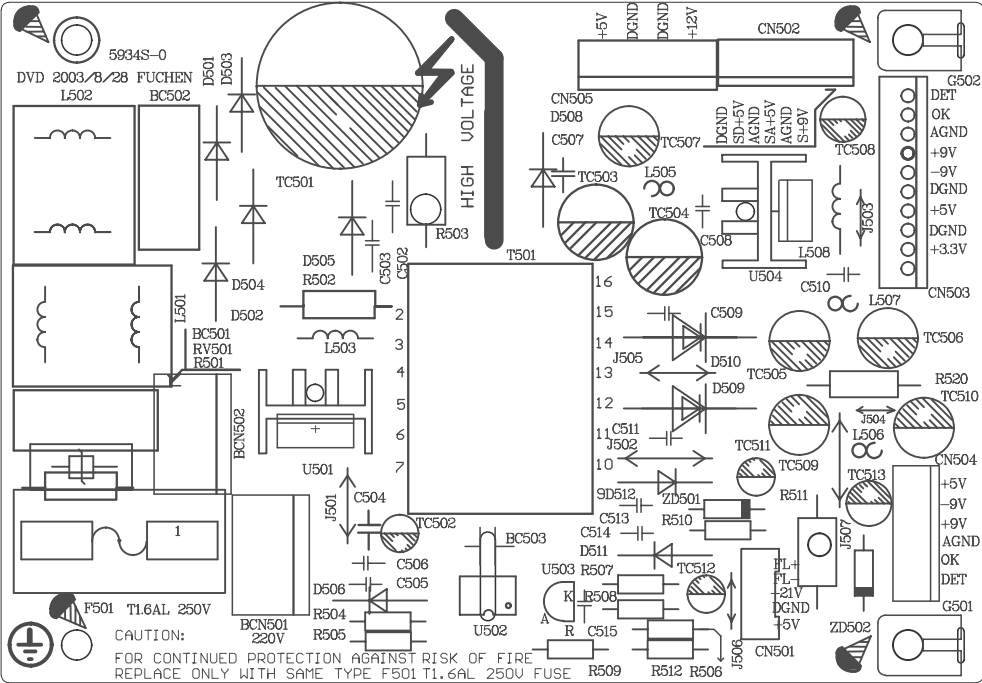 5934S-0
DVD 2003/8/28 FUCHEN
L502
BC502
D501
D503
TC501
HIGH VOLTAGE
R503
+5V
DGND
DGND
+12V
CN502
CN505
D508
C507
TC507
DGND
SD+5V
AGND
SA+5V
AGND
S+9V
TC508
G502
DET
OK
AGND
+9V
-9V
DGND
+5V
DGND
+3.3V
CN503
TC503
L505
TC504
C508
U504
L508
J503
C510
L507
D505
R502
C503
C502
T501
D504
D502
L501
BC501
RV501
R501
L503
2
3
4
5
6
7
16
15
14
13
12
11
10
C509
J505
D510
D509
C511
J502
TC505
TC506
R520
J504
TC510
L506
TC509
TC511
TC513
CN504
+5V
-9V
+9V
AGND
OK
DET
G501
BCN502
U501
J501
C504
TC502
C506
C505
D506
R504
R505
BC503
U502
9D512
ZD501
C513
R510
C514
D511
R511
J507
U503
R507
K
A
R
R508
C515
TC512
R509
R512
R506
J506
FL+
FL-
-21V
DGND
+5V
CN501
ZD502
1
F501
T1.6AL 250V
BCN501
220V
CAUTION:
FOR CONTINUED PROTECTION AGAINST RISK OF FIRE
REPLACE ONLY WITH SAME TYPE F501 T1.6AL 250V FUSE